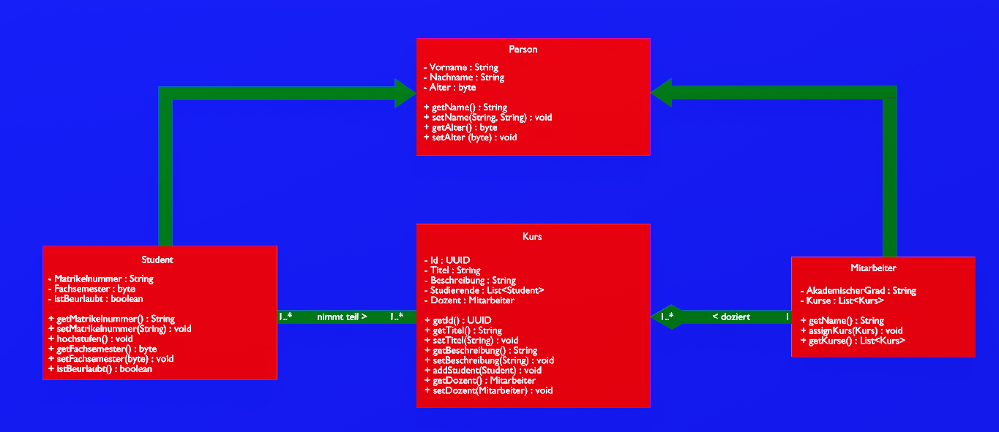 Person
- Vorname : String
- Nachname : String
- Alter : byte
+ getName() : String
+ setName(String, String) : void
+ getAlter() : byte
+ setAlter (byte) : void
Student
- Matrikelnummer : String
- Fachsemester : byte
- istBeurlaubt : boolean
+ getMatrikelnummer() : String
+ setMatrikelnummer(String) : void
+ hochstufen() : void
+ getFachsemester() : byte
+ setFachsemester(byte) : void
+ istBeurlaubt() : boolean
1..* nimmt teil > 1..*
Kurs
- Id : UUID
- Titel : String
- Beschreibung : String
- Studierende : List<Student>
- Dozent : Mitarbeiter
+ getId() : UUID
+ getTitel() : String
+ setTitel(String) : void
+ getBeschreibung() : String
+ setBeschreibung(String) : void
+ addStudent(Student) : void
+ getDozent() : Mitarbeiter
+ setDozent(Mitarbeiter) : void
1..* < doziert 1
Mitarbeiter
- AkademischerGrad : String
- Kurse : List<Kurs>
+ getName() : String
+ assignKurs(Kurs) : void
+ getKurse() : List<Kurs>